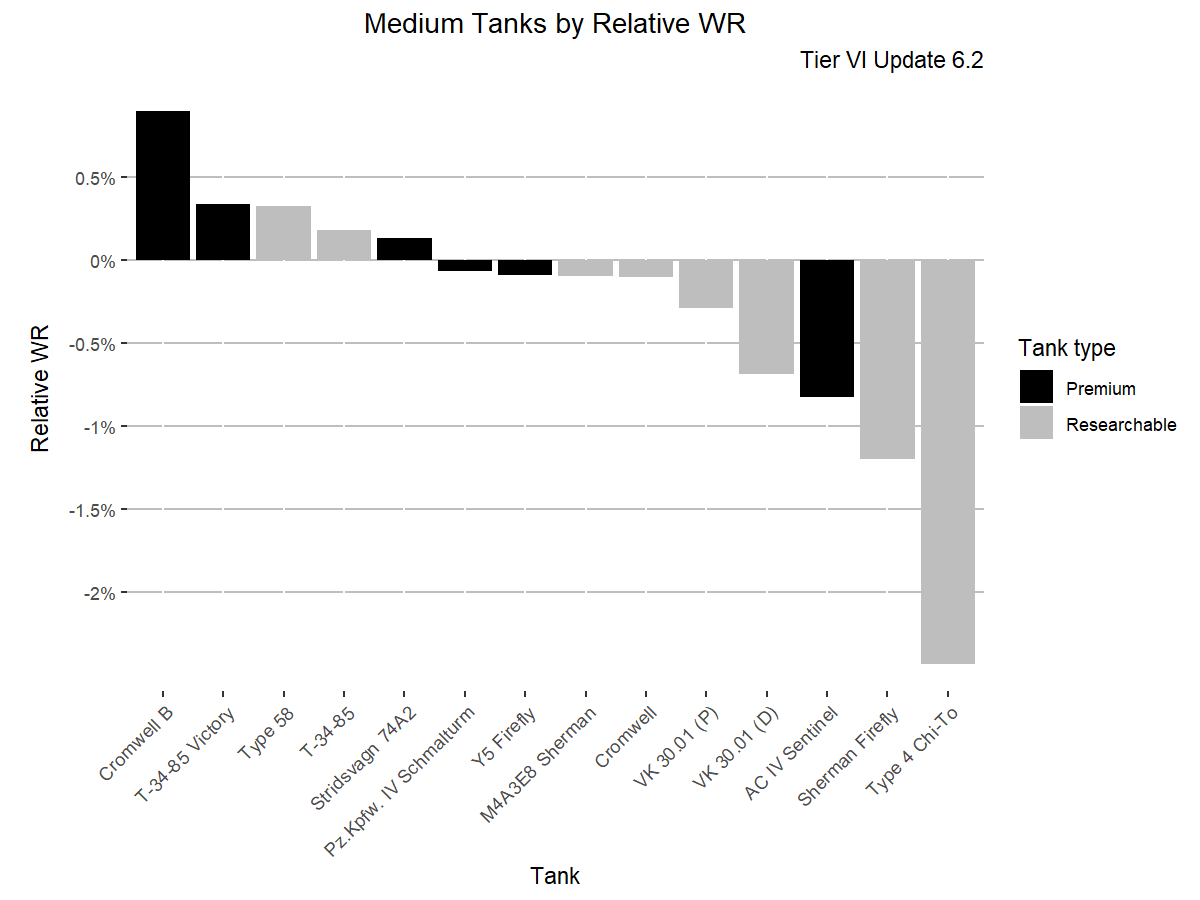 Medium Tanks by Relative WR
Tier VI Update 6.2
0.5%
0%
-0.5%
-1%
-1.5%
-2%
Relative WR
Cromwell B
T-34-85 Victory
Type 58
T-34-85
Stridsvagn 74A2
Pz.Kpfw. IV Schmalturm
Y5 Firefly
M4A3E8 Sherman
Cromwell
VK 30.01 (P)
VK 30.01 (D)
AC IV Sentinel
Sherman Firefly
Type 4 Chi-To
Tank
Tank type
Premium
Researchable